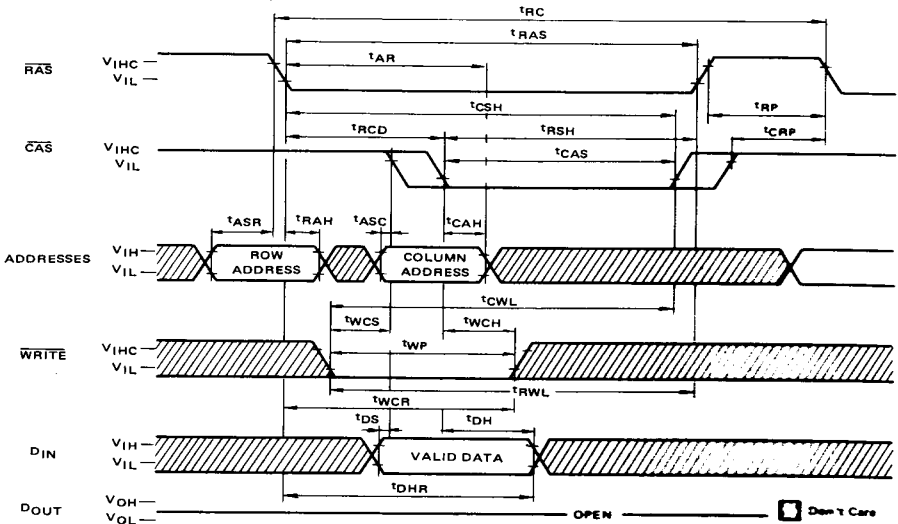 tRC
tRAS
tAR
RAS
VIHC
VIL
tCSH
tRP
tRCD
tRSH
tCRP
CAS
VIHC
VIL
tCAS
tASR
tRAH
tASC
tCAH
ADDRESSES
VIH
VIL
ROW ADDRESS
COLUMN ADDRESS
tCWL
tWCS
tWCH
WRITE
VIHC
VIL
tWP
tRWL
tWCR
tDS
tDH
DIN
VIH
VIL
VALID DATA
tDHR
DOUT
VOH
VOL
OPEN
Don't Care